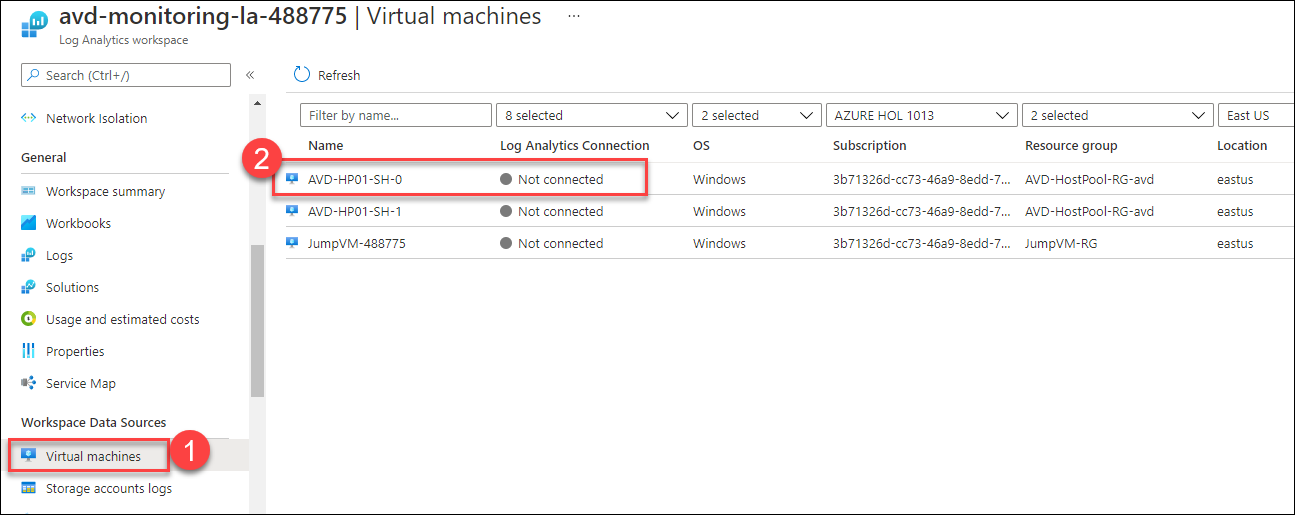 avd-monitoring-la-488775 | Virtual machines ...
Log Analytics workspace
Search (Ctrl+/) «
Refresh
Network Isolation
General
Workspace summary
Workbooks
Logs
Solutions
Usage and estimated costs
Properties
Service Map
Workspace Data Sources
Virtual machines
1
Storage accounts logs
Filter by name... 8 selected 2 selected AZURE HOL 1013 2 selected East US
Name Log Analytics Connection OS Subscription Resource group Location
2
AVD-HP01-SH-0 Not connected Windows 3b71326d-cc73-46a9-8edd-7... AVD-HostPool-RG-avd eastus
AVD-HP01-SH-1 Not connected Windows 3b71326d-cc73-46a9-8edd-7... AVD-HostPool-RG-avd eastus
JumpVM-488775 Not connected Windows 3b71326d-cc73-46a9-8edd-7... JumpVM-RG eastus